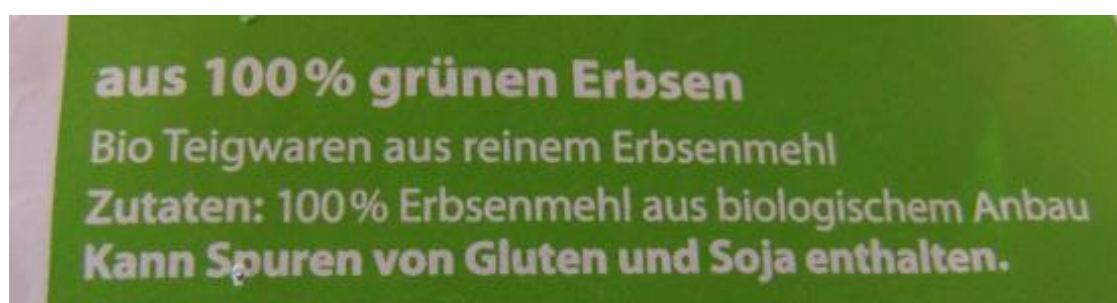 aus 100% grünen Erbsen
Bio Teigwaren aus reinem Erbsenmehl
Zutaten: 100% Erbsenmehl aus biologischem Anbau
Kann Spuren von Gluten und Soja enthalten.